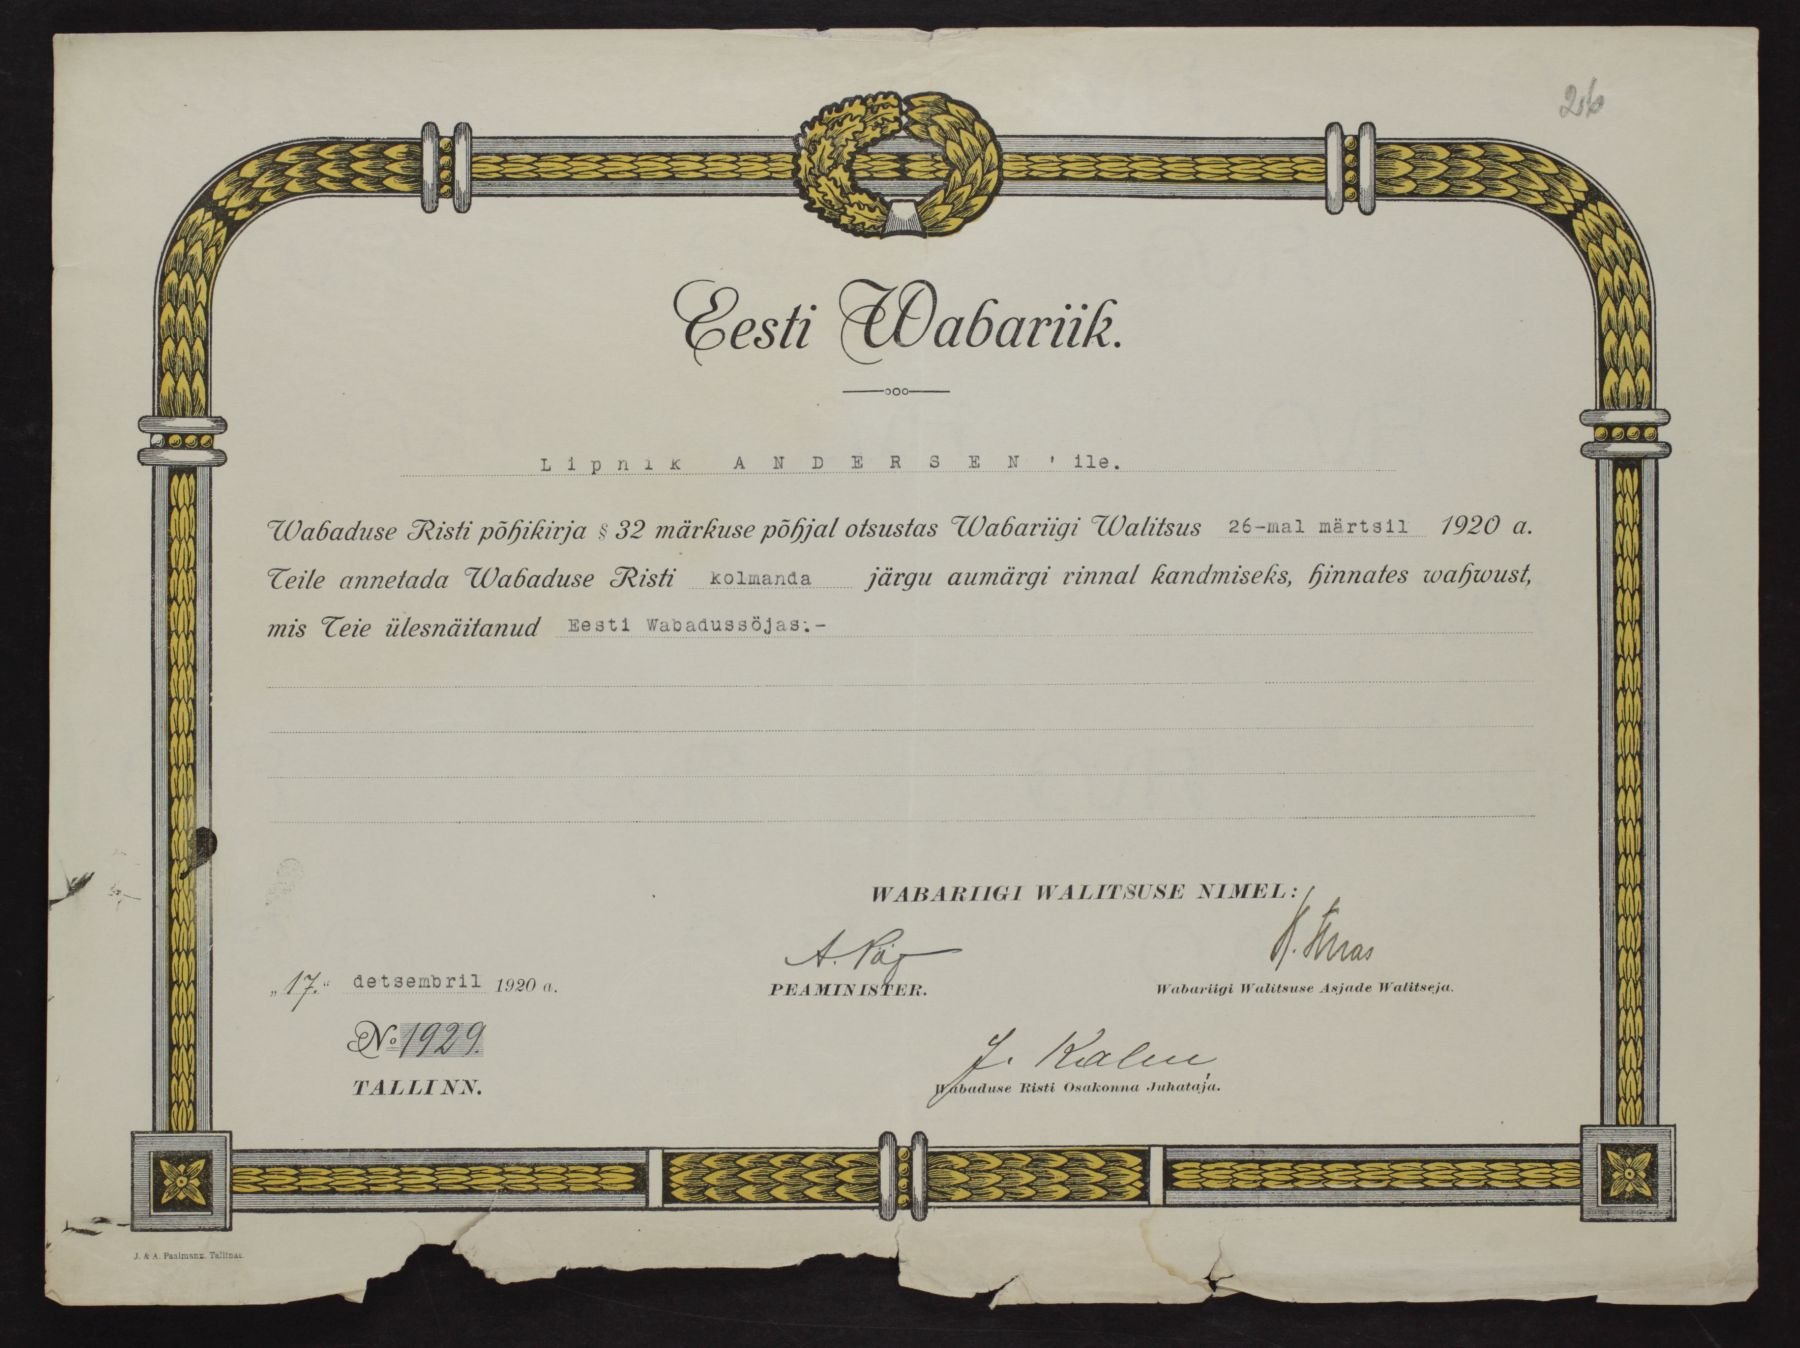 26
Eesti Wabariik.
Lipnik ANDERSEN'ile.
Wabaduse Risti põhikirja § 32 märkuse põhjal otsustas Wabariigi Walitsus 26-mal märtsil 1920 a.
Teile annetada Wabaduse Risti kolmanda järgu aumärgi rinnal kandmiseks, hinnates wahwust,
mis Teie ülesnäitanud Eesti Wabadussõjas.-
WABARIIGI WALITSUSE NIMEL:
„17." detsembril 1920 a.
PEAMINISTER.
Wabariigi Walitsuse Asjade Walitseja.
No 1929.
TALLINN.
Wabaduse Risti Osakonna Juhataja.
J. & A. Paalmann. Tallinas.